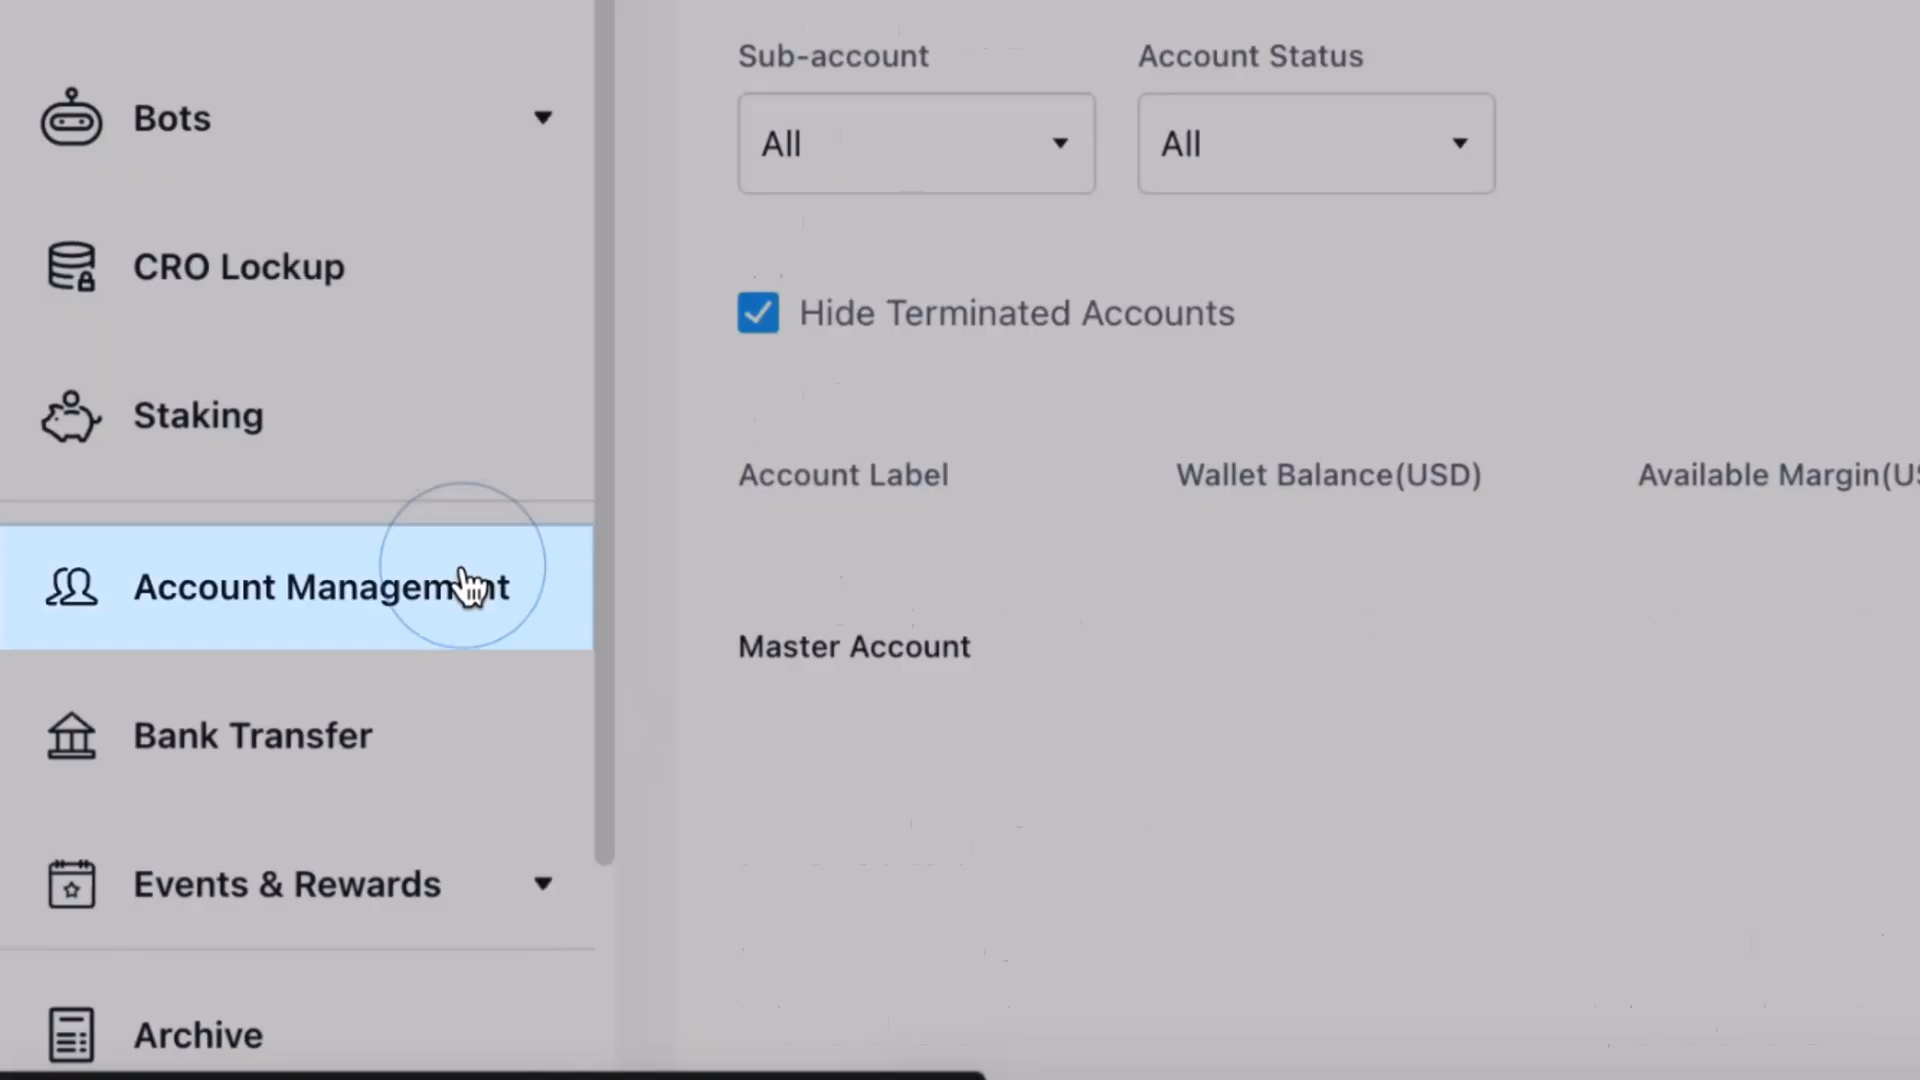 Bots
CRO Lockup
Staking
Account Management
Bank Transfer
Events & Rewards
Archive
Sub-account
Account Status
All
All
Hide Terminated Accounts
Account Label
Wallet Balance(USD)
Available Margin(US
Master Account